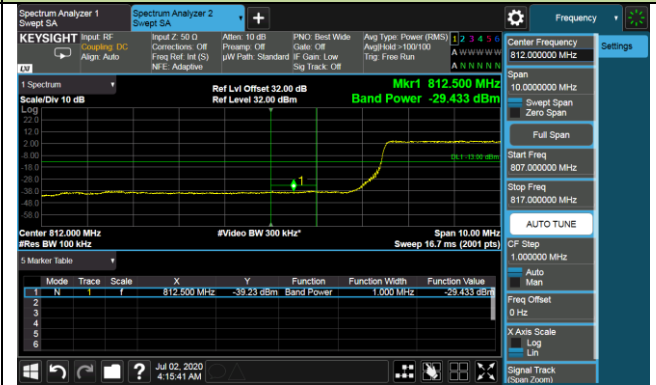 Spectrum Analyzer 1
Swept SA
Spectrum Analyzer 2
Swept SA
+
Frequency
KEYSIGHT
Input: RF
Coupling: DC
Align: Auto
Input Z: 50 Ω
Corrections: Off
Freq Ref: Int (S)
NFE: Adaptive
Atten: 10 dB
Preamp: Off
µW Path: Standard
PNO: Best Wide
Gate: Off
IF Gain: Low
Sig Track: Off
Avg Type: Power (RMS)
Avg|Hold:>100/100
Trig: Free Run
1 2 3 4 5 6
A W W W W W
A N N N N N
LXI
1 Spectrum
Scale/Div 10 dB
Ref Lvl Offset 32.00 dB
Ref Level 32.00 dBm
Mkr1 812.500 MHz
Band Power -29.433 dBm
Log
22.0
12.0
2.00
-8.00
-18.0
-28.0
-38.0
-48.0
-58.0
DL1 -13.00 dBm
1
Center 812.000 MHz
#Res BW 100 kHz
#Video BW 300 kHz*
Span 10.00 MHz
Sweep 16.7 ms (2001 pts)
5 Marker Table
Mode Trace Scale X Y Function Function Width Function Value
1 N 1 f 812.500 MHz -39.23 dBm Band Power 1.000 MHz -29.433 dBm
2
3
4
5
6
Jul 02, 2020
4:15:41 AM
?
Center Frequency
812.000000 MHz
Settings
Span
10.0000000 MHz
Swept Span
Zero Span
Full Span
Start Freq
807.000000 MHz
Stop Freq
817.000000 MHz
AUTO TUNE
CF Step
1.000000 MHz
Auto
Man
Freq Offset
0 Hz
X Axis Scale
Log
Lin
Signal Track
(Span Zoom)